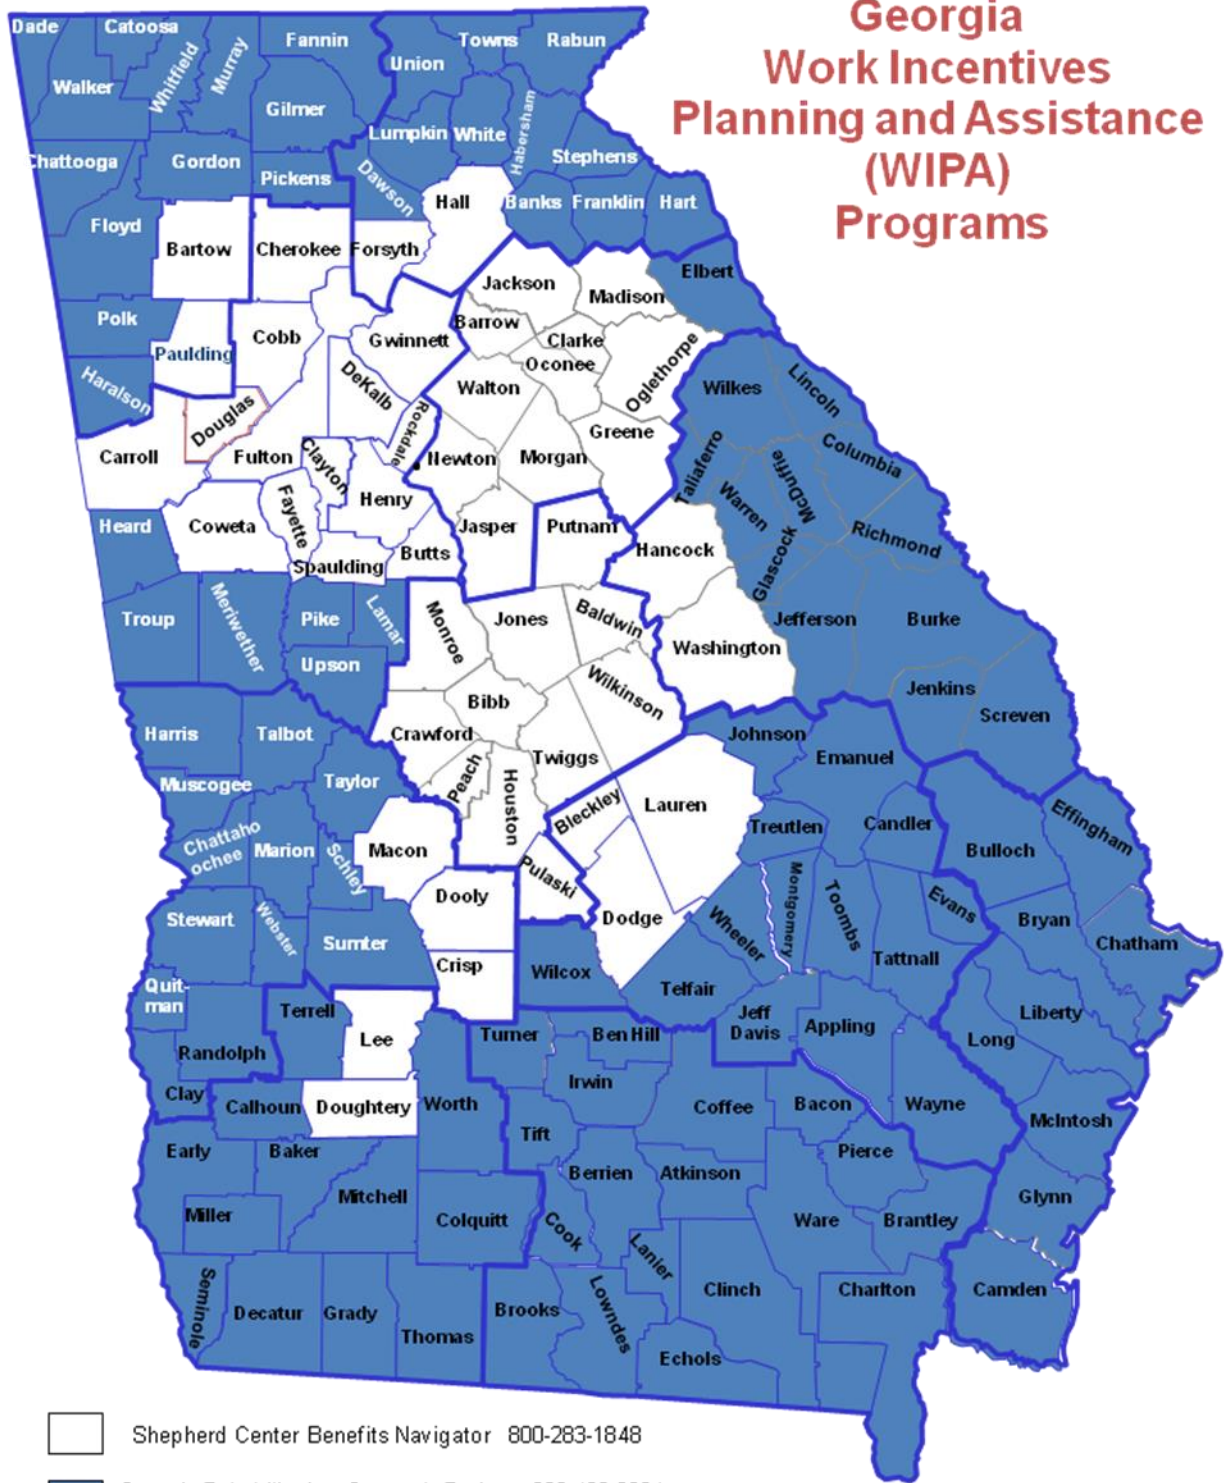 Georgia
Work Incentives
Planning and Assistance
(WIPA)
Programs
Dade
Catoosa
Fannin
Towns
Rabun
Union
Walker
Whitfield
Murray
Gilmer
Lumpkin
White
Habersham
Stephens
Chattooga
Gordon
Pickens
Dawson
Hall
Banks
Franklin
Hart
Floyd
Bartow
Cherokee
Forsyth
Elbert
Jackson
Madison
Polk
Paulding
Cobb
Gwinnett
Barrow
Clarke
Oconee
Oglethorpe
Haralson
Douglas
DeKalb
Rockdale
Walton
Wilkes
Lincoln
Carroll
Fulton
Clayton
Newton
Morgan
Greene
Taliaferro
McDuffie
Columbia
Heard
Coweta
Fayette
Henry
Butts
Jasper
Putnam
Hancock
Warren
Glascock
Richmond
Spaulding
Troup
Meriwether
Pike
Lamar
Upson
Monroe
Jones
Baldwin
Washington
Jefferson
Burke
Wilkinson
Jenkins
Screven
Harris
Talbot
Bibb
Crawford
Twiggs
Johnson
Emanuel
Muscogee
Taylor
Peach
Houston
Bleckley
Lauren
Treutlen
Candler
Effingham
Chattaho
ochee
Marion
Schley
Macon
Pulaski
Montgomery
Toombs
Evans
Bulloch
Stewart
Webster
Sumter
Dooly
Dodge
Wheeler
Tattnall
Bryan
Chatham
Crisp
Wilcox
Telfair
Quit-
man
Terrell
Lee
Turner
Ben Hill
Jeff
Davis
Appling
Liberty
Long
Randolph
Irwin
Clay
Calhoun
Doughtery
Worth
Coffee
Bacon
Wayne
McIntosh
Early
Baker
Tift
Pierce
Berrien
Atkinson
Mitchell
Miller
Colquitt
Cook
Lanier
Ware
Brantley
Glynn
Seminole
Decatur
Grady
Thomas
Brooks
Lowndes
Clinch
Charlton
Camden
Echols
Shepherd Center Benefits Navigator 800-283-1848